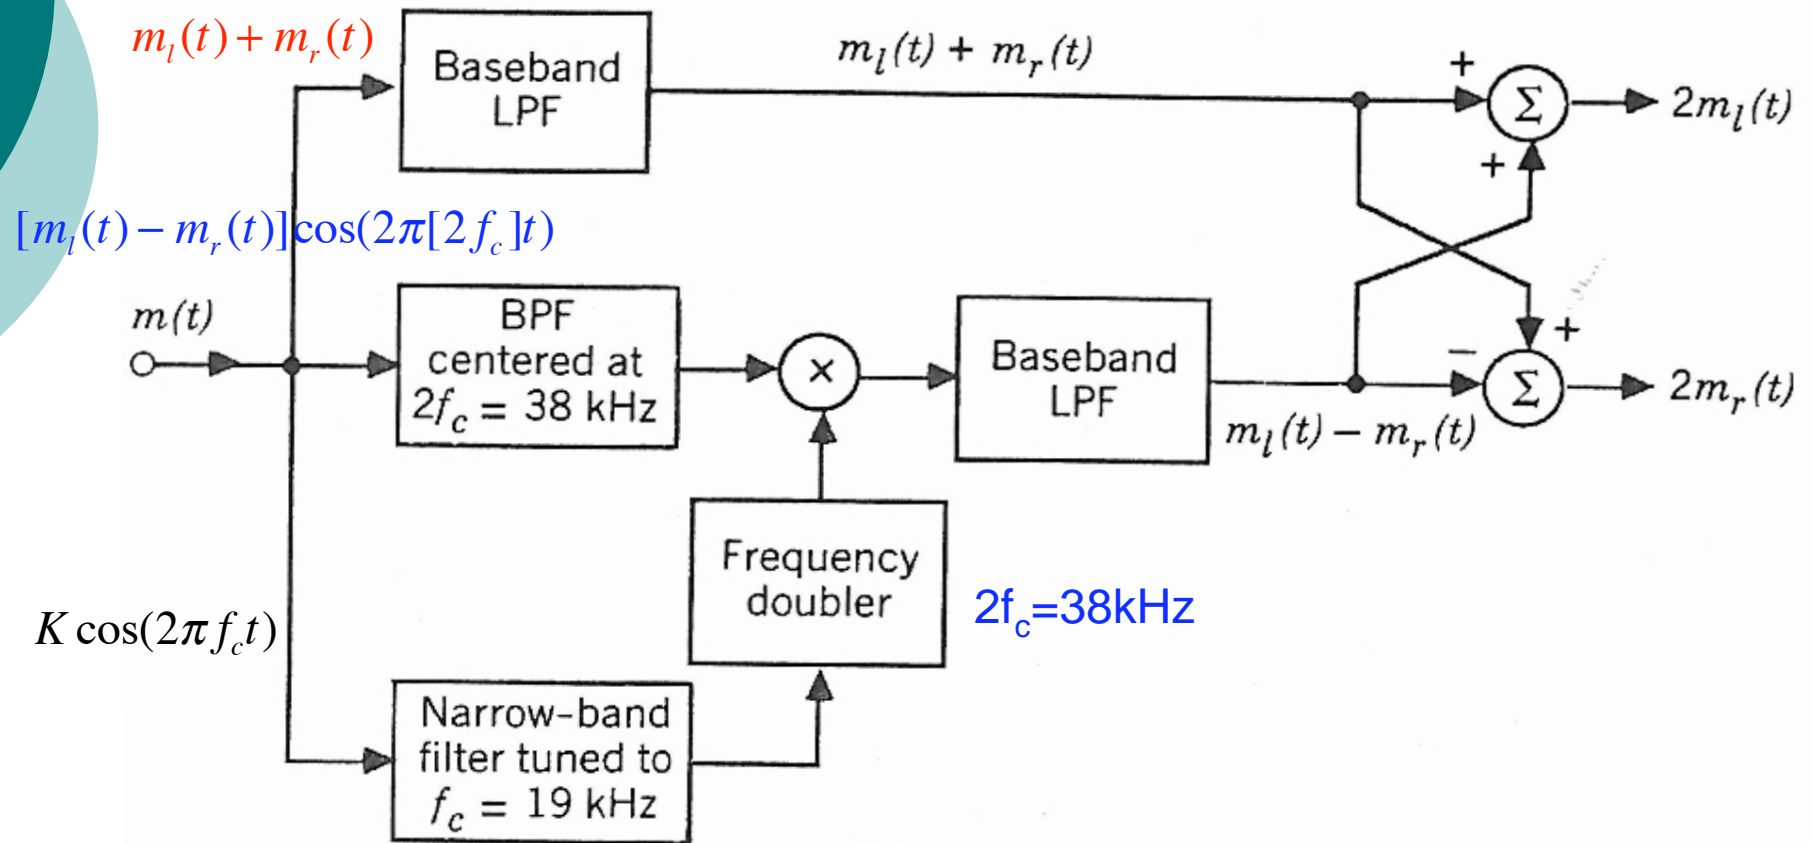 m_l(t) + m_r(t)
Baseband
LPF
m_l(t) + m_r(t)
+
Σ
2m_l(t)
+
[m_l(t) − m_r(t)]cos(2π[2f_c]t)
m(t)
BPF
centered at
2f_c = 38 kHz
×
Baseband
LPF
m_l(t) − m_r(t)
−
+
Σ
2m_r(t)
Frequency
doubler
2f_c=38kHz
K cos(2πf_ct)
Narrow-band
filter tuned to
f_c = 19 kHz